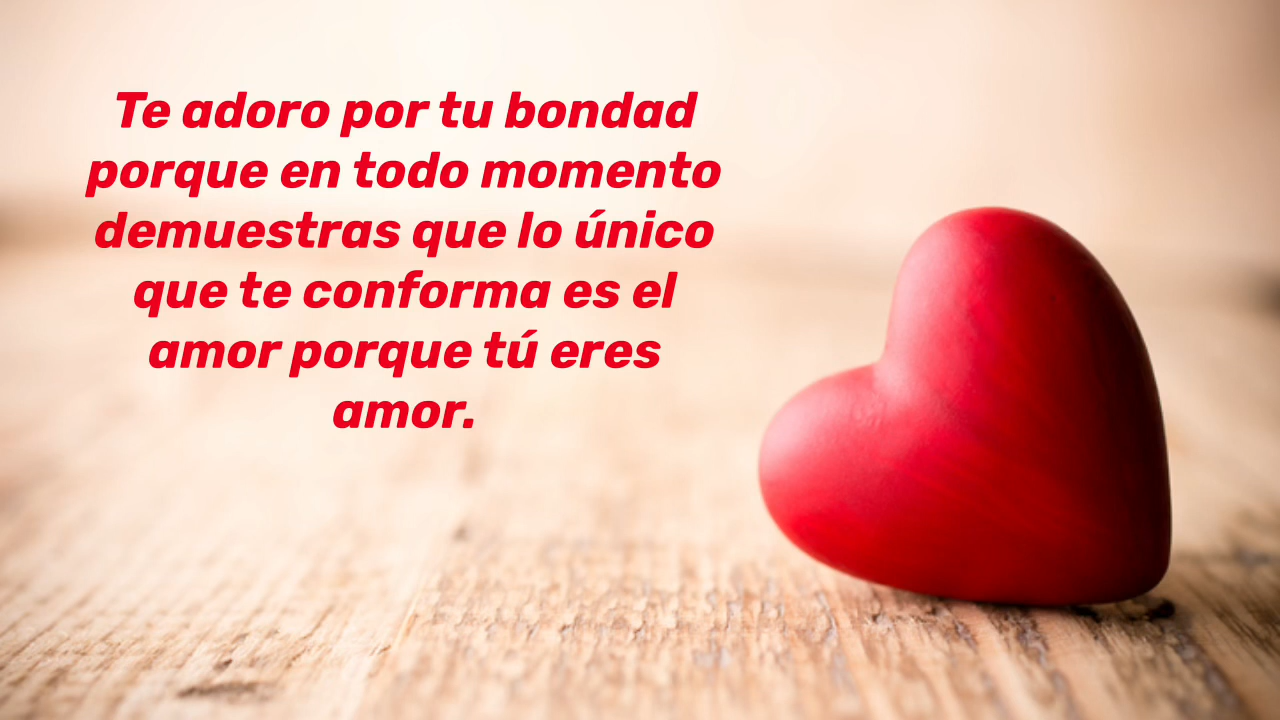 Te adoro por tu bondad
porque en todo momento
demuestras que lo único
que te conforma es el
amor porque tú eres
amor.